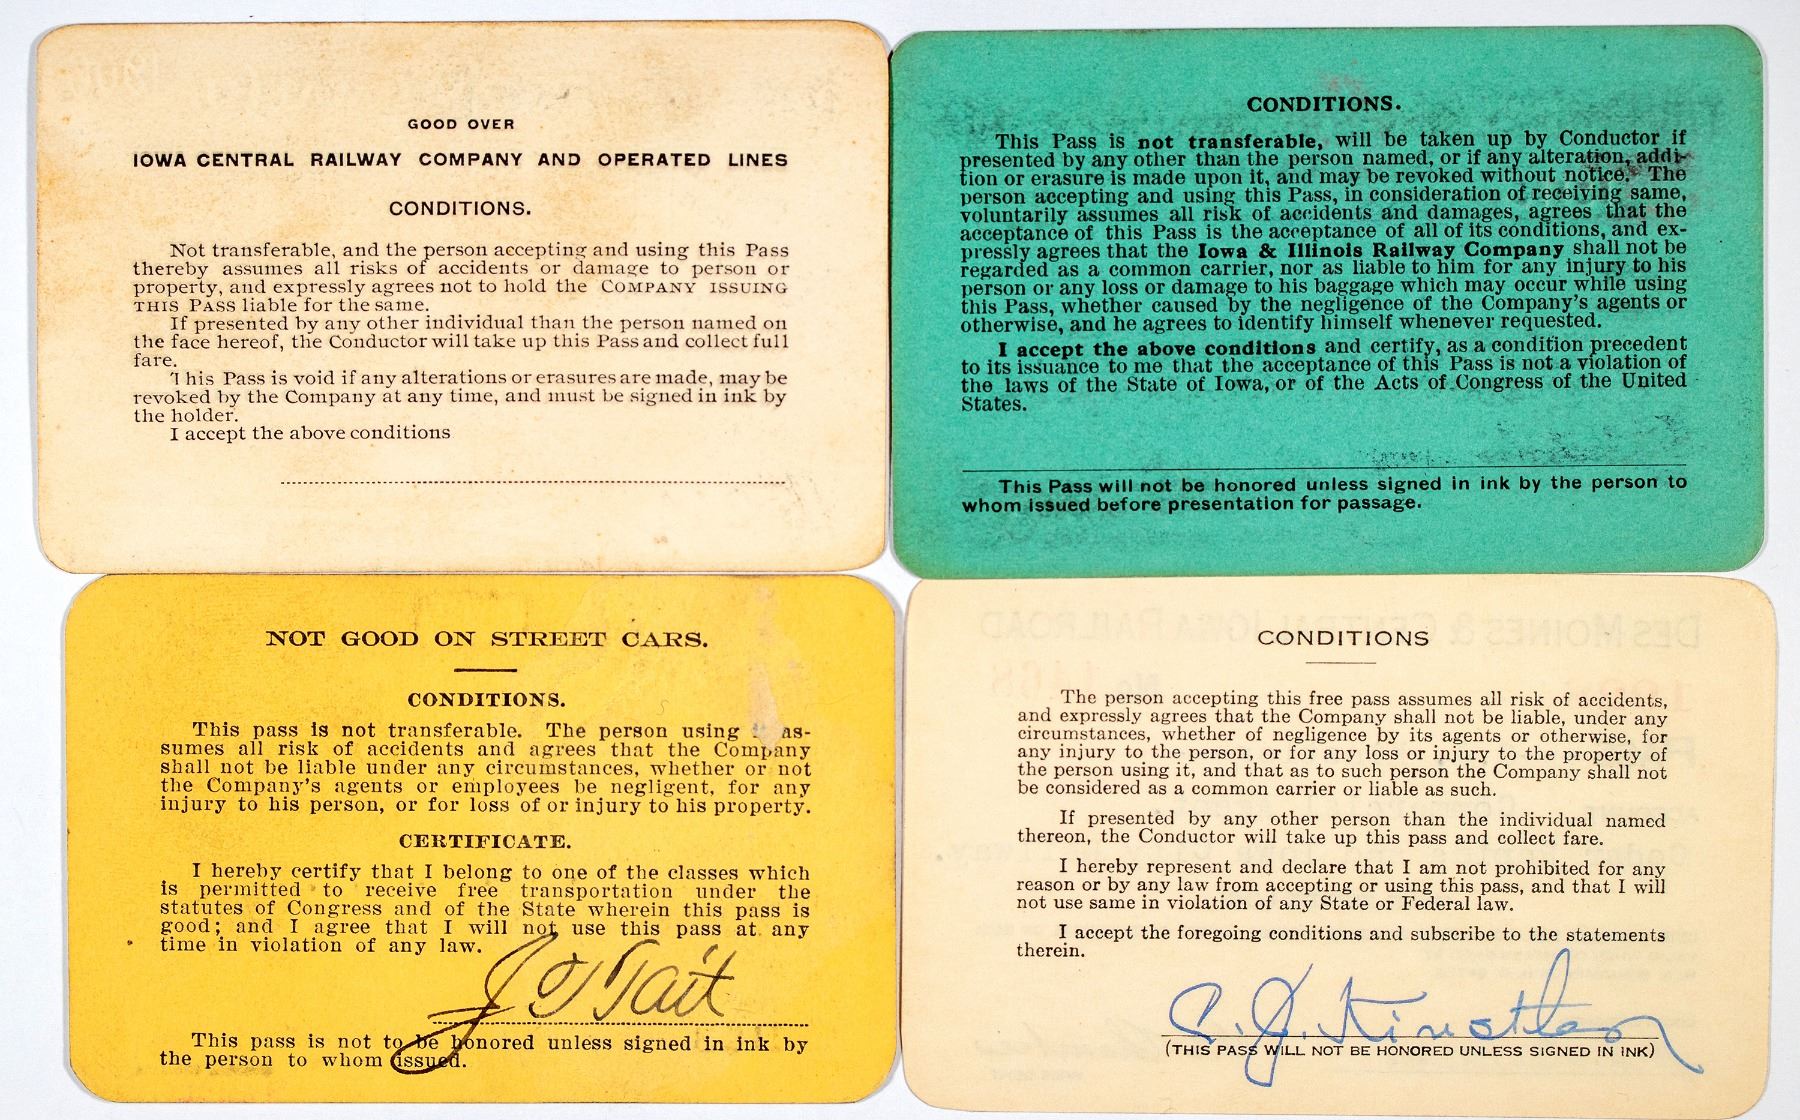 GOOD OVER
IOWA CENTRAL RAILWAY COMPANY AND OPERATED LINES
CONDITIONS.
Not transferable, and the person accepting and using this Pass
thereby assumes all risks of accidents or damage to person or
property, and expressly agrees not to hold the COMPANY ISSUING
THIS PASS liable for the same.
If presented by any other individual than the person named on
the face hereof, the Conductor will take up this Pass and collect full
fare.
This Pass is void if any alterations or erasures are made, may be
revoked by the Company at any time, and must be signed in ink by
the holder.
I accept the above conditions
CONDITIONS.
This Pass is not transferable, will be taken up by Conductor if
presented by any other than the person named, or if any alteration, addi-
tion or erasure is made upon it, and may be revoked without notice. The
person accepting and using this Pass, in consideration of receiving same,
voluntarily assumes all risk of accidents and damages, agrees that the
acceptance of this Pass is the acceptance of all of its conditions, and ex-
pressly agrees that the Iowa & Illinois Railway Company shall not be
regarded as a common carrier, nor as liable to him for any injury to his
person or any loss or damage to his baggage which may occur while using
this Pass, whether caused by the negligence of the Company's agents or
otherwise, and he agrees to identify himself whenever requested.
I accept the above conditions and certify, as a condition precedent
to its issuance to me that the acceptance of this Pass is not a violation of
the laws of the State of Iowa, or of the Acts of Congress of the United
States.
This Pass will not be honored unless signed in ink by the person to
whom issued before presentation for passage.
NOT GOOD ON STREET CARS.
CONDITIONS.
This pass is not transferable. The person using as-
sumes all risk of accidents and agrees that the Company
shall not be liable under any circumstances, whether or not
the Company's agents or employees be negligent, for any
injury to his person, or for loss of or injury to his property.
CERTIFICATE.
I hereby certify that I belong to one of the classes which
is permitted to receive free transportation under the
statutes of Congress and of the State wherein this pass is
good; and I agree that I will not use this pass at any
time in violation of any law.
Tait
This pass is not to be honored unless signed in ink by
the person to whom issued.
CONDITIONS
The person accepting this free pass assumes all risk of accidents,
and expressly agrees that the Company shall not be liable, under any
circumstances, whether of negligence by its agents or otherwise, for
any injury to the person, or for any loss or injury to the property of
the person using it, and that as to such person the Company shall not
be considered as a common carrier or liable as such.
If presented by any other person than the individual named
thereon, the Conductor will take up this pass and collect fare.
I hereby represent and declare that I am not prohibited for any
reason or by any law from accepting or using this pass, and that I will
not use same in violation of any State or Federal law.
I accept the foregoing conditions and subscribe to the statements
therein.
C. J. Kinstler
(THIS PASS WILL NOT BE HONORED UNLESS SIGNED IN INK)